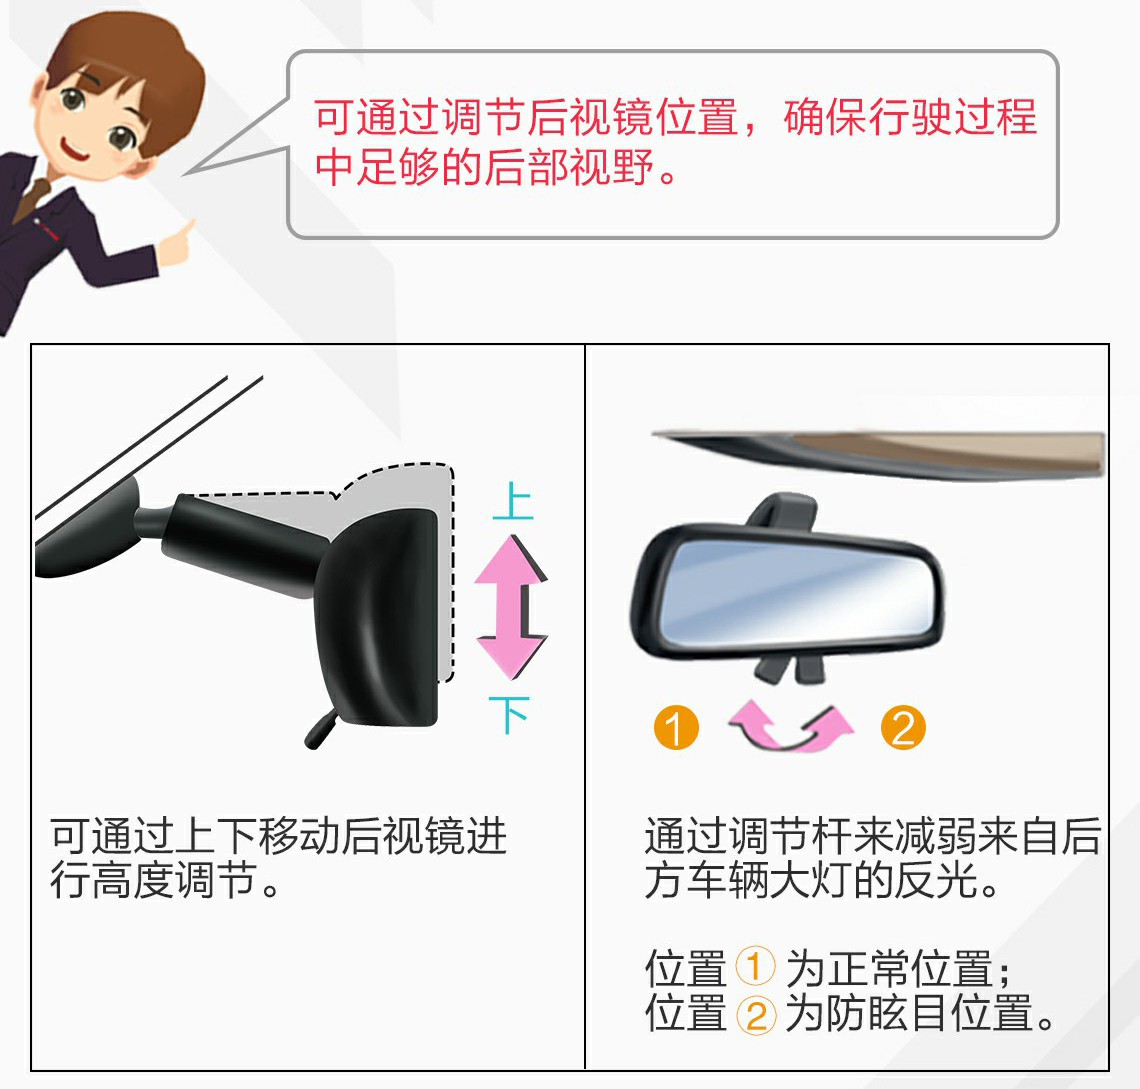 可通过调节后视镜位置，确保行驶过程
中足够的后部视野。
上
下
可通过上下移动后视镜进
行高度调节。
1 2
通过调节杆来减弱来自后
方车辆大灯的反光。
位置①为正常位置；
位置②为防眩目位置。